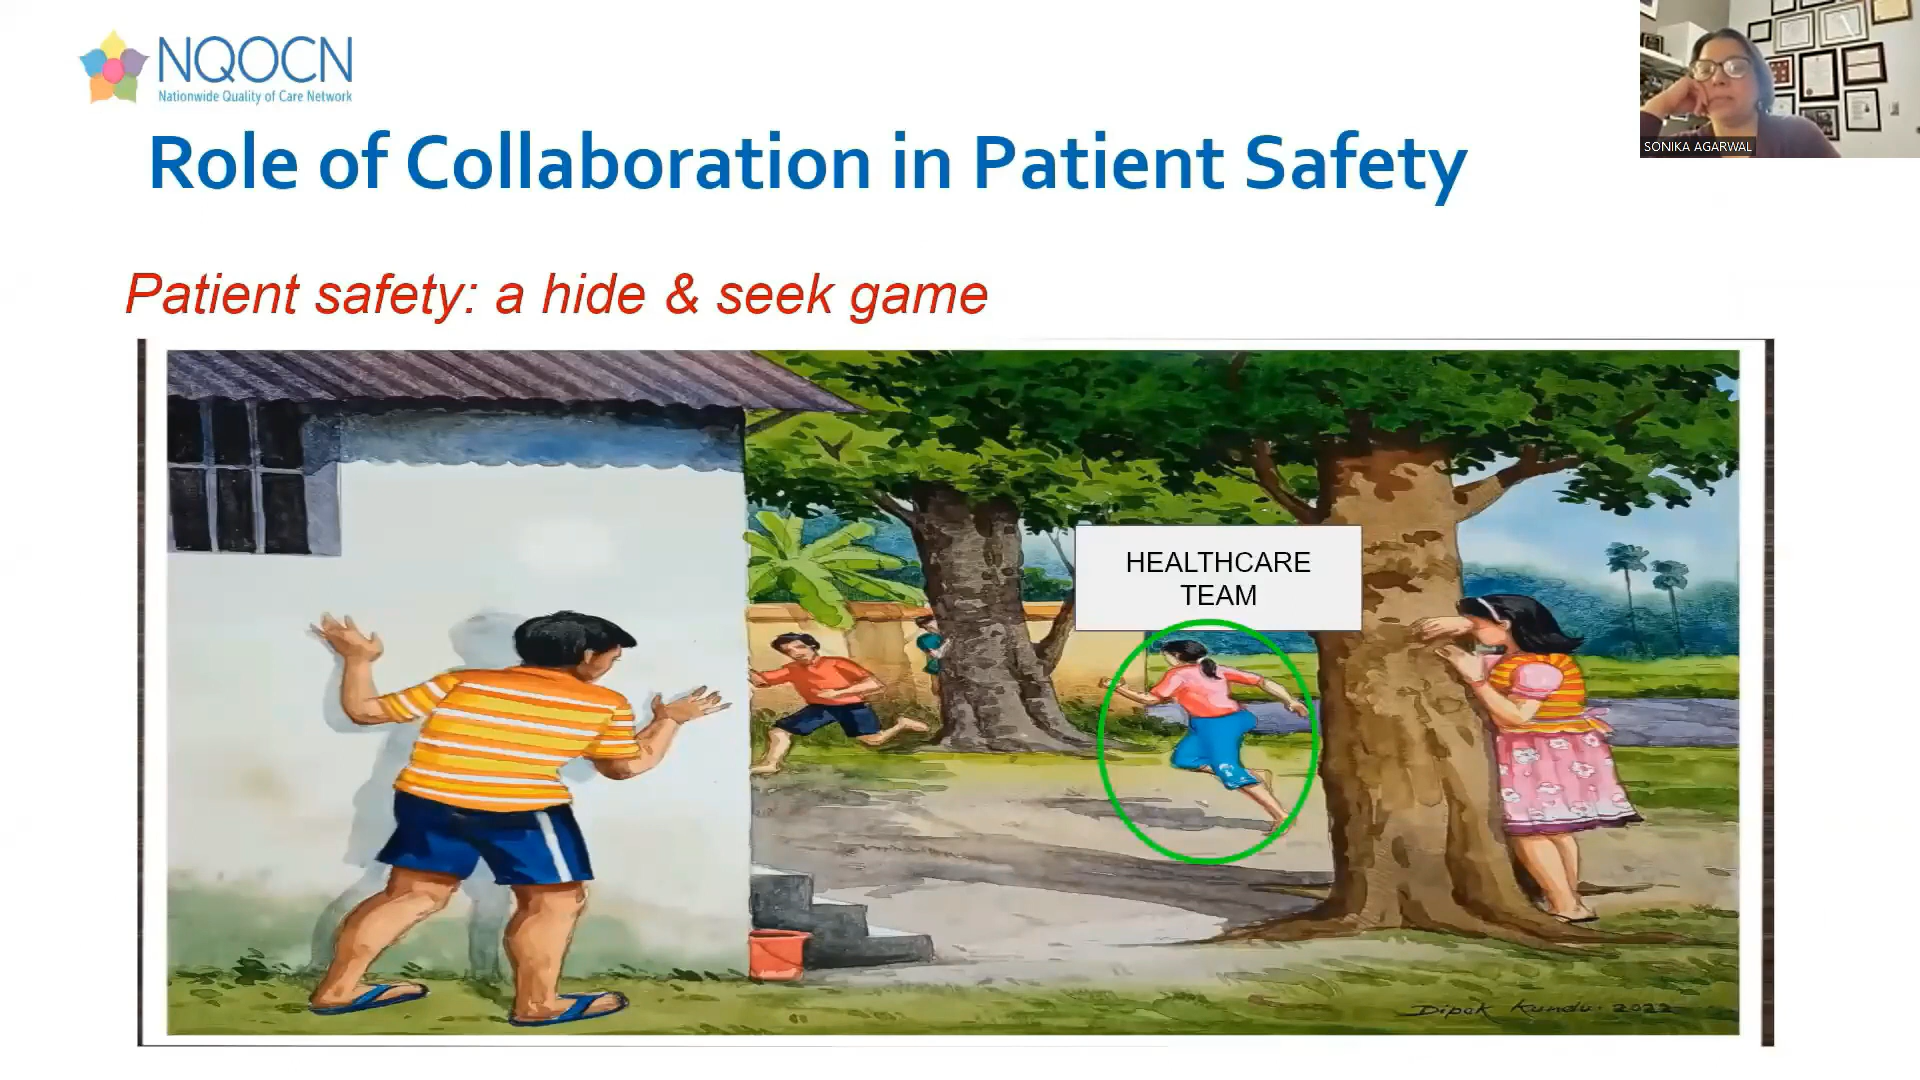 NQOCN
Nationwide Quality of Care Network
SONIKA AGARWAL
Role of Collaboration in Patient Safety
Patient safety: a hide & seek game
HEALTHCARE
TEAM
Dipak Kundu. 2022